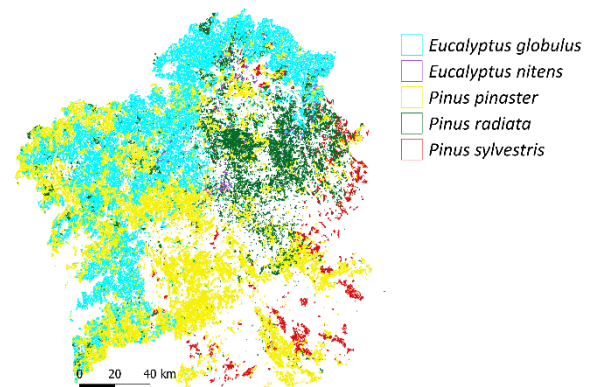 Eucalyptus globulus
Eucalyptus nitens
Pinus pinaster
Pinus radiata
Pinus sylvestris
0 20 40 km